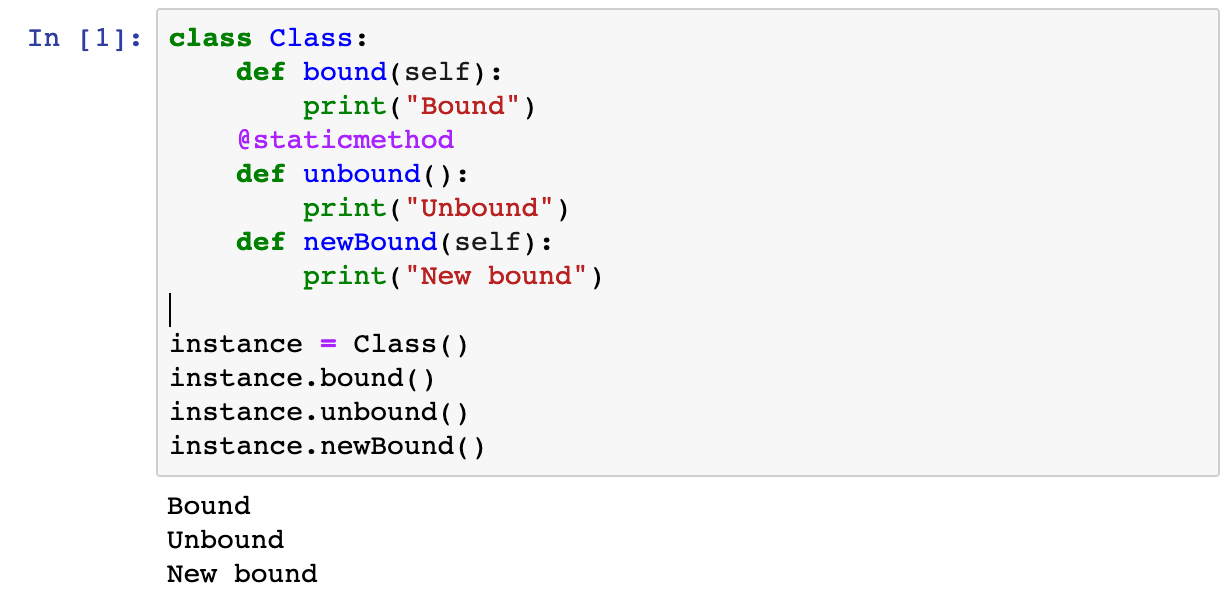 In [1]: class Class:
    def bound(self):
        print("Bound")
    @staticmethod
    def unbound():
        print("Unbound")
    def newBound(self):
        print("New bound")

instance = Class()
instance.bound()
instance.unbound()
instance.newBound()
Bound
Unbound
New bound